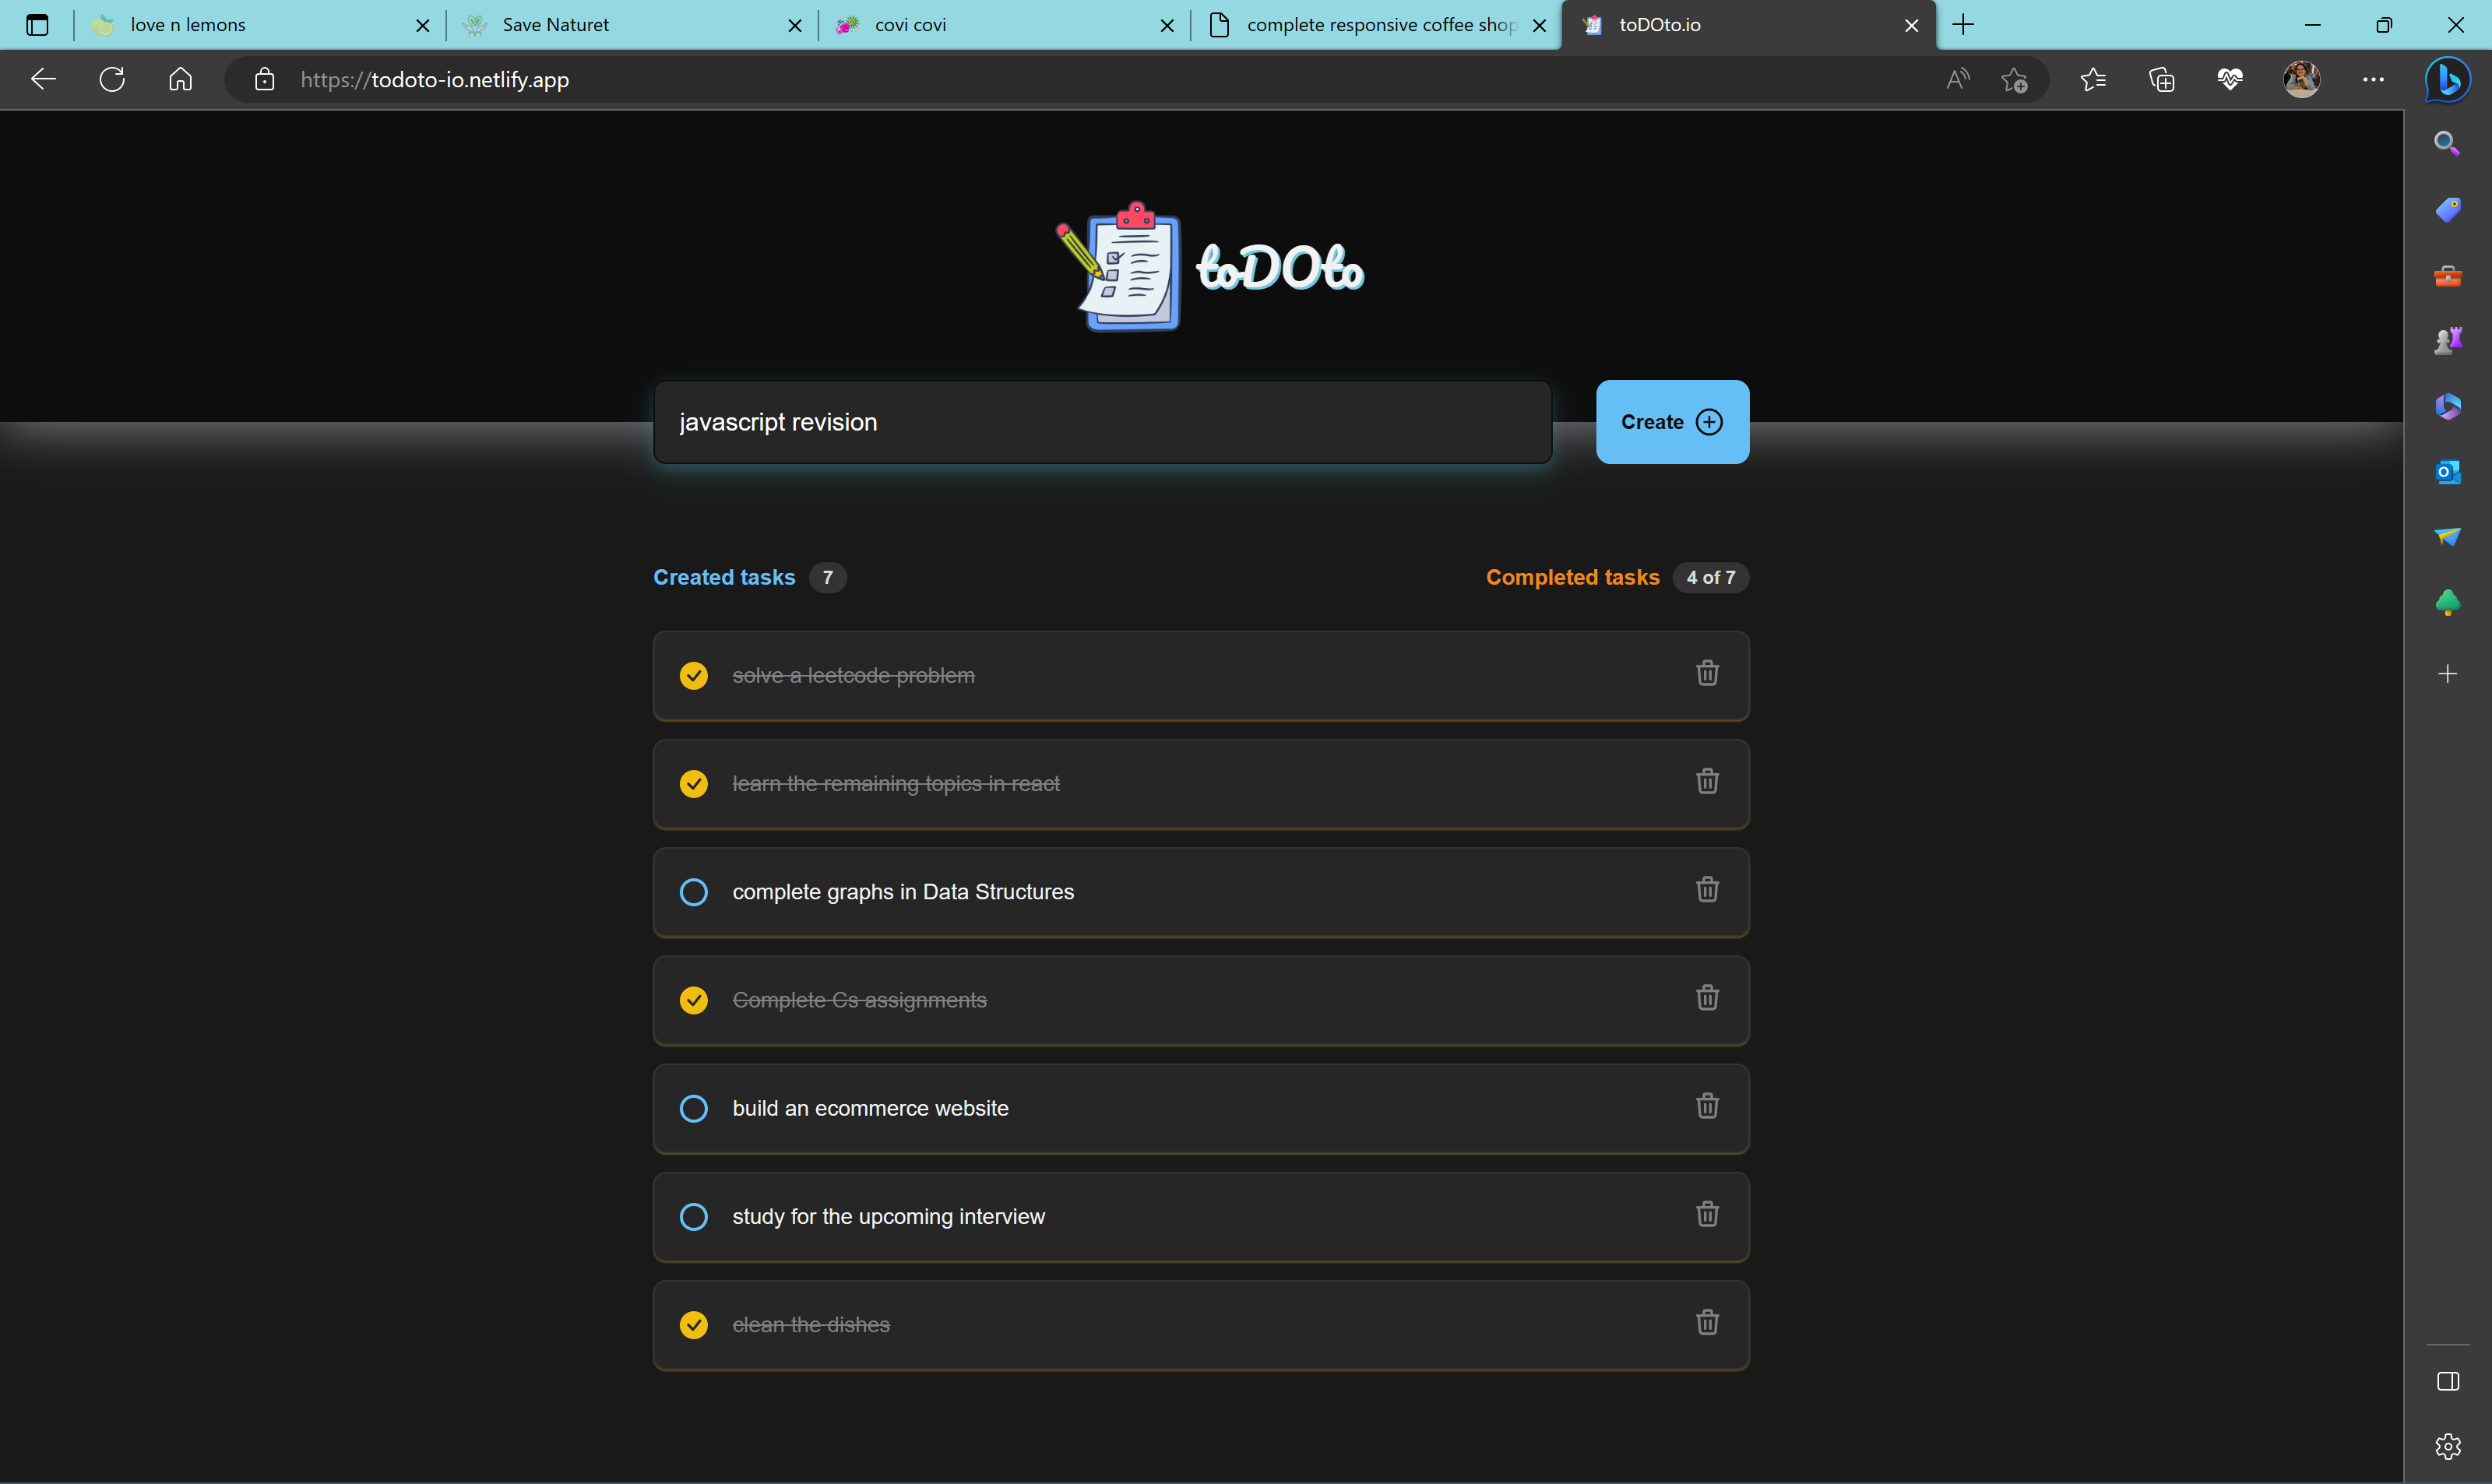 love n lemons
Save Naturet
covi covi
complete responsive coffee shop
toDOto.io
https://todoto-io.netlify.app
toDOto
javascript revision
Create
Created tasks 7
Completed tasks 4 of 7
solve a leetcode problem
learn the remaining topics in react
complete graphs in Data Structures
Complete Cs assignments
build an ecommerce website
study for the upcoming interview
clean the dishes